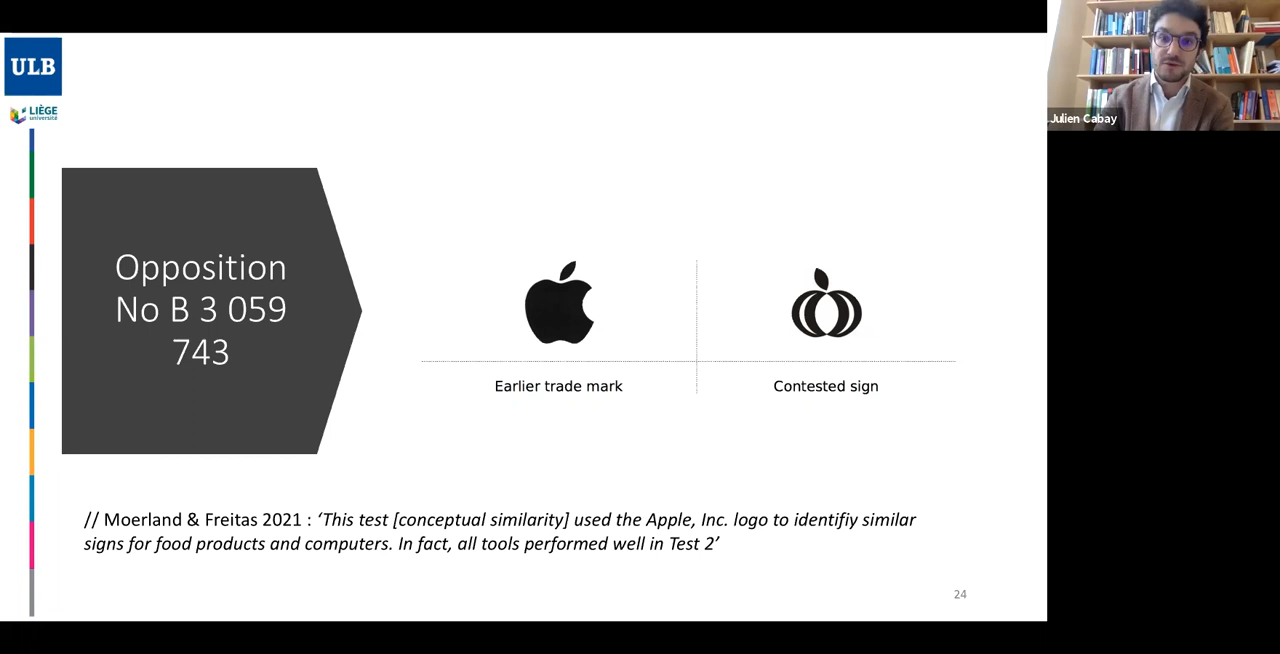 ULB
LIÈGE
université
Julien Cabay
Opposition
No B 3 059
743
Earlier trade mark
Contested sign
// Moerland & Freitas 2021 : ‘This test [conceptual similarity] used the Apple, Inc. logo to identifiy similar
signs for food products and computers. In fact, all tools performed well in Test 2’
24